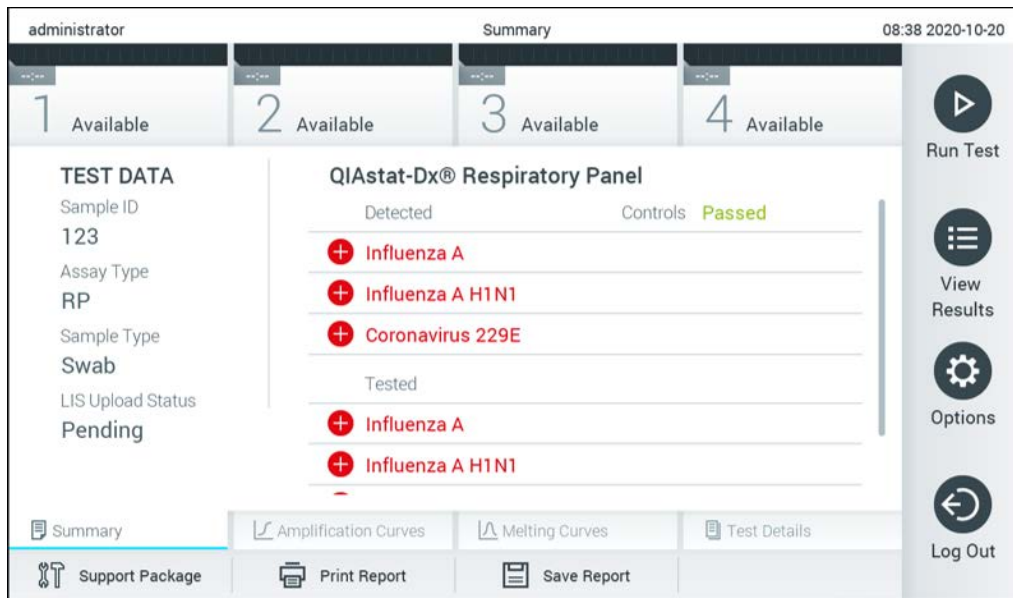 administrator Summary 08:38 2020-10-20
--:-- --:-- --:-- --:--
1 Available 2 Available 3 Available 4 Available
Run Test
TEST DATA
Sample ID
123
Assay Type
RP
Sample Type
Swab
LIS Upload Status
Pending
QIAstat-Dx® Respiratory Panel
Detected Controls Passed
Influenza A
Influenza A H1N1
Coronavirus 229E
Tested
Influenza A
Influenza A H1N1
View
Results
Options
Log Out
Summary Amplification Curves Melting Curves Test Details
Support Package Print Report Save Report